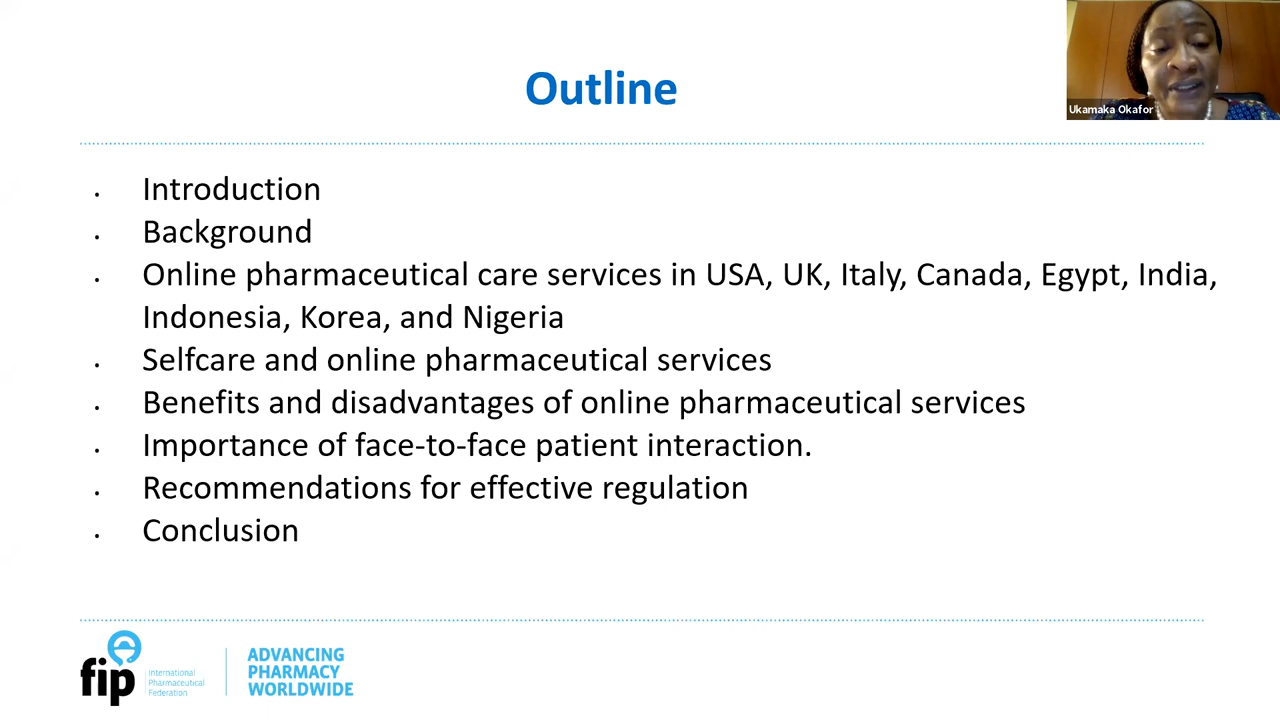 Outline
Ukamaka Okafor
Introduction
Background
Online pharmaceutical care services in USA, UK, Italy, Canada, Egypt, India,
Indonesia, Korea, and Nigeria
Selfcare and online pharmaceutical services
Benefits and disadvantages of online pharmaceutical services
Importance of face-to-face patient interaction.
Recommendations for effective regulation
Conclusion
fip
International
Pharmaceutical
Federation
ADVANCING
PHARMACY
WORLDWIDE